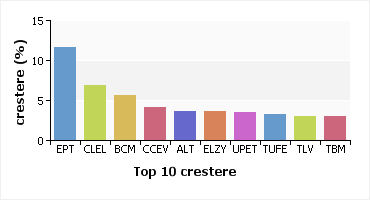 crestere (%)
15
10
5
0
EPT CLEL BCM CCEV ALT ELZY UPET TUFE TLV TBM
Top 10 crestere